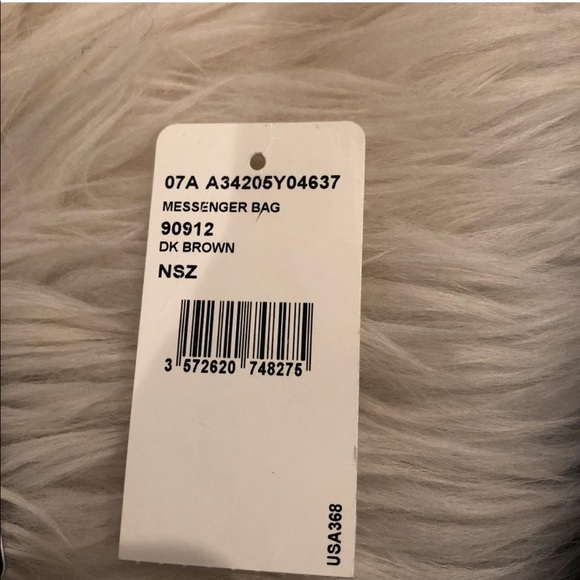 07A A34205Y04637
MESSENGER BAG
90912
DK BROWN
NSZ
3 572620 748275
USA368